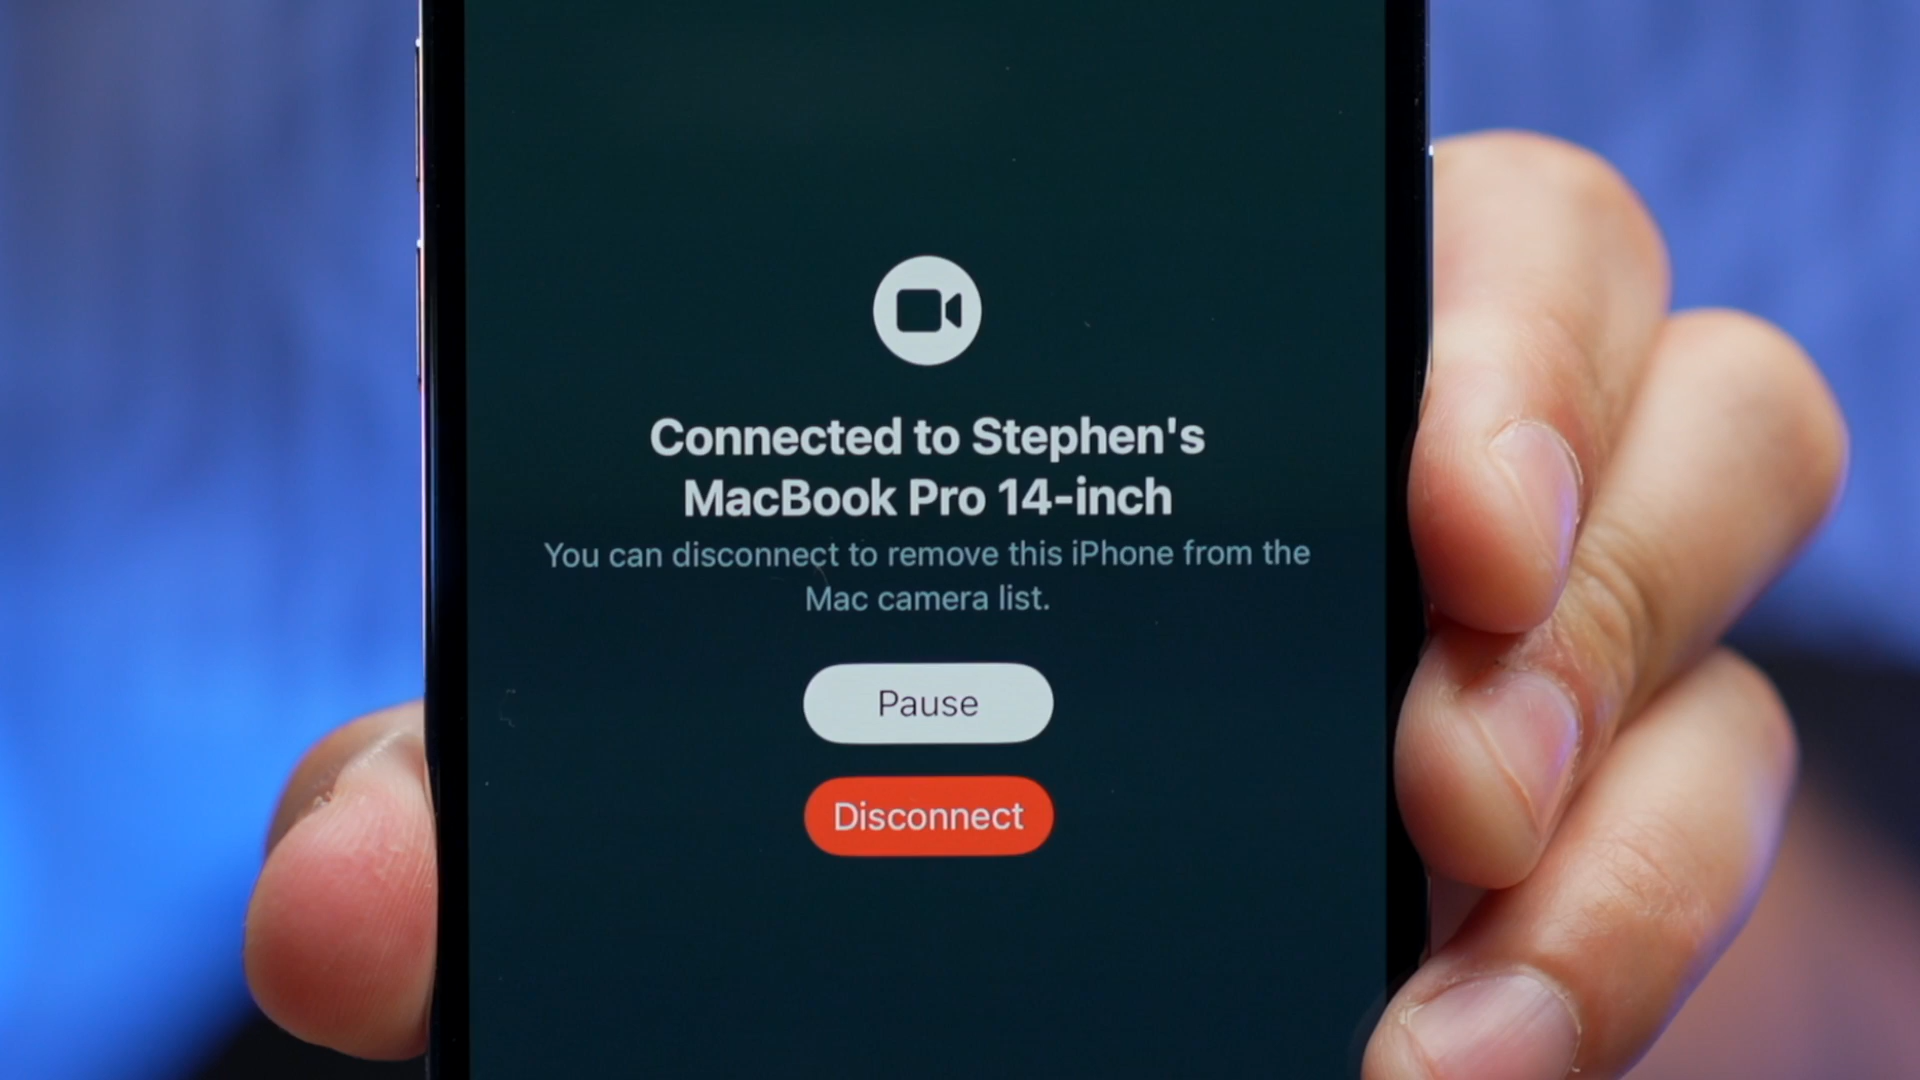 Connected to Stephen's
MacBook Pro 14-inch
You can disconnect to remove this iPhone from the
Mac camera list.
Pause
Disconnect